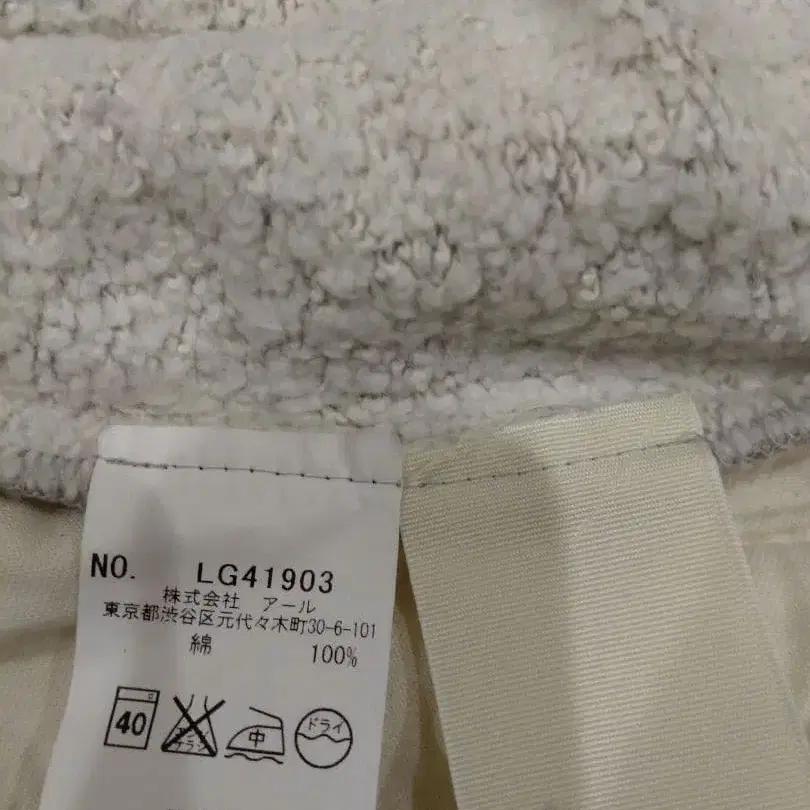 NO. LG41903
株式会社 アール
東京都渋谷区元代々木町30-6-101
綿 100%
40 中 ドライ